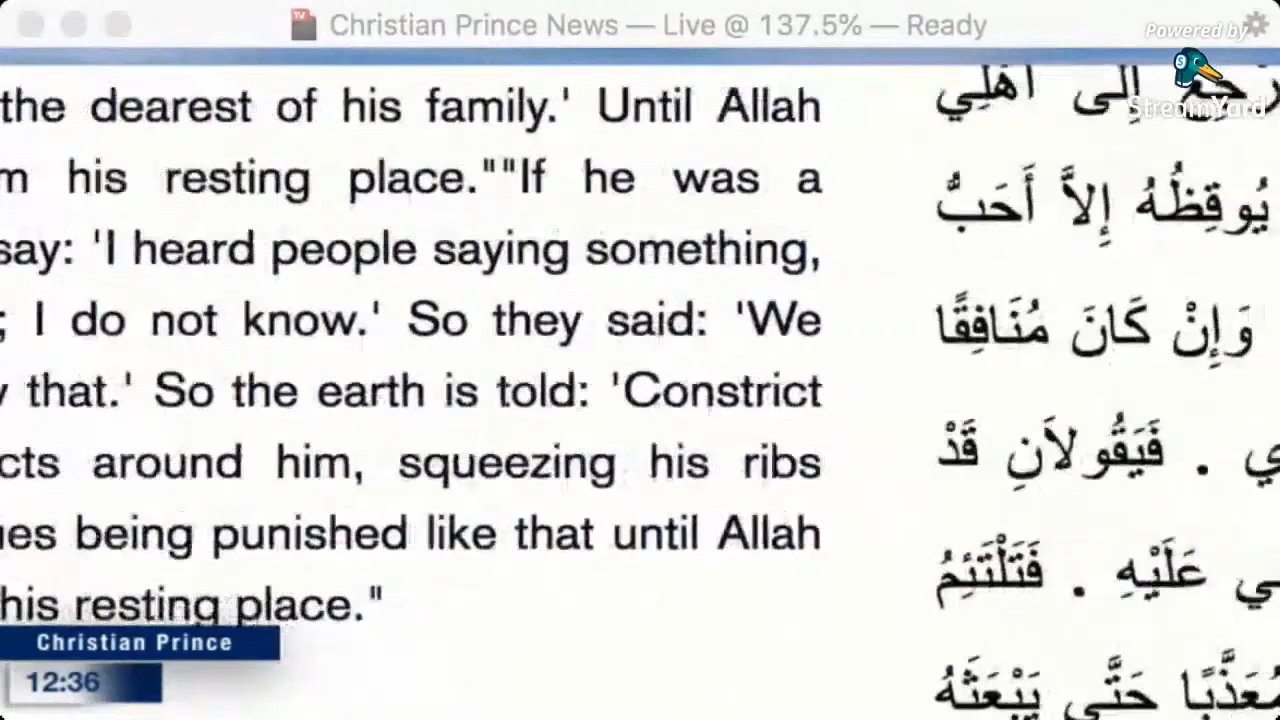 Christian Prince News — Live @ 137.5% — Ready
Powered by
StreamYard
the dearest of his family.' Until Allah
m his resting place.""If he was a
say: 'I heard people saying something,
; I do not know.' So they said: 'We
that.' So the earth is told: 'Constrict
cts around him, squeezing his ribs
ues being punished like that until Allah
his resting place."
إِلَى أَهْلِي
يُوقِظُهُ إِلاَّ أَحَبُّ
وَإِنْ كَانَ مُنَافِقًا
ي . فَيَقُولاَنِ قَدْ
ي عَلَيْهِ . فَتَلْتَئِمُ
مُعَذَّبًا حَتَّى يَبْعَثَهُ
Christian Prince
12:36